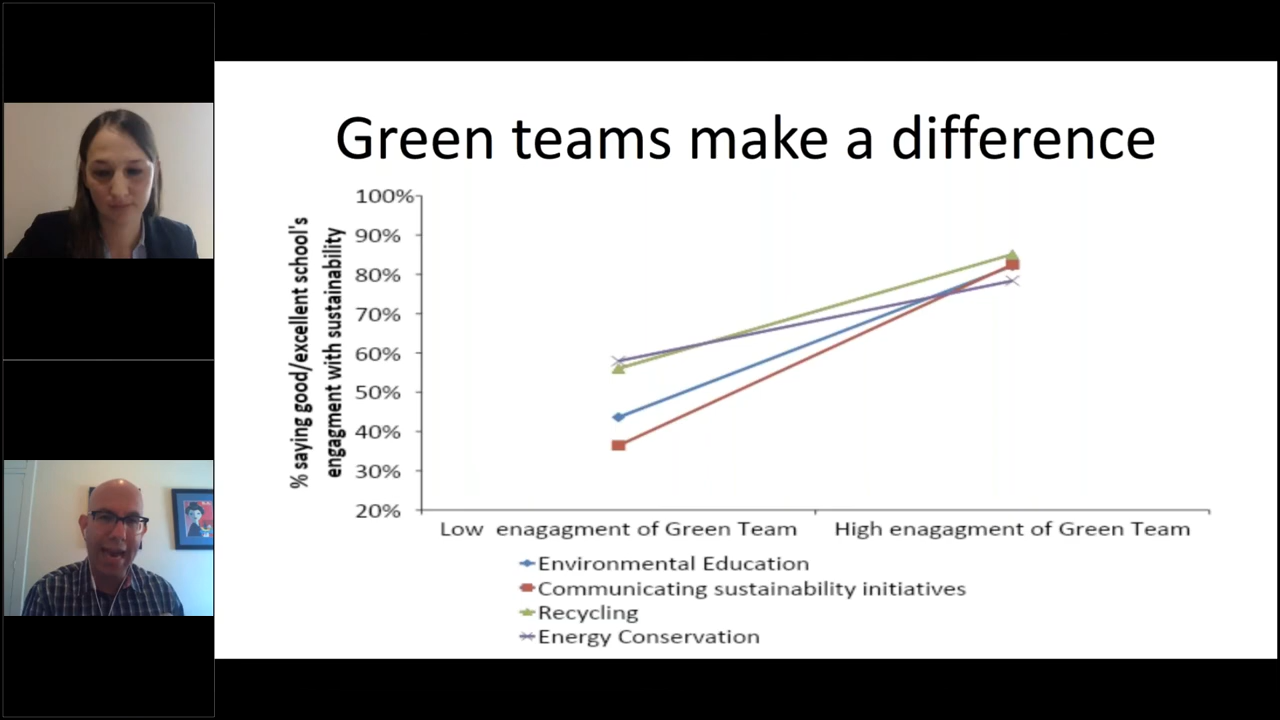 Green teams make a difference
% saying good/excellent school's
engagment with sustainability
100%
90%
80%
70%
60%
50%
40%
30%
20%
Low enagagment of Green Team
High enagagment of Green Team
Environmental Education
Communicating sustainability initiatives
Recycling
Energy Conservation